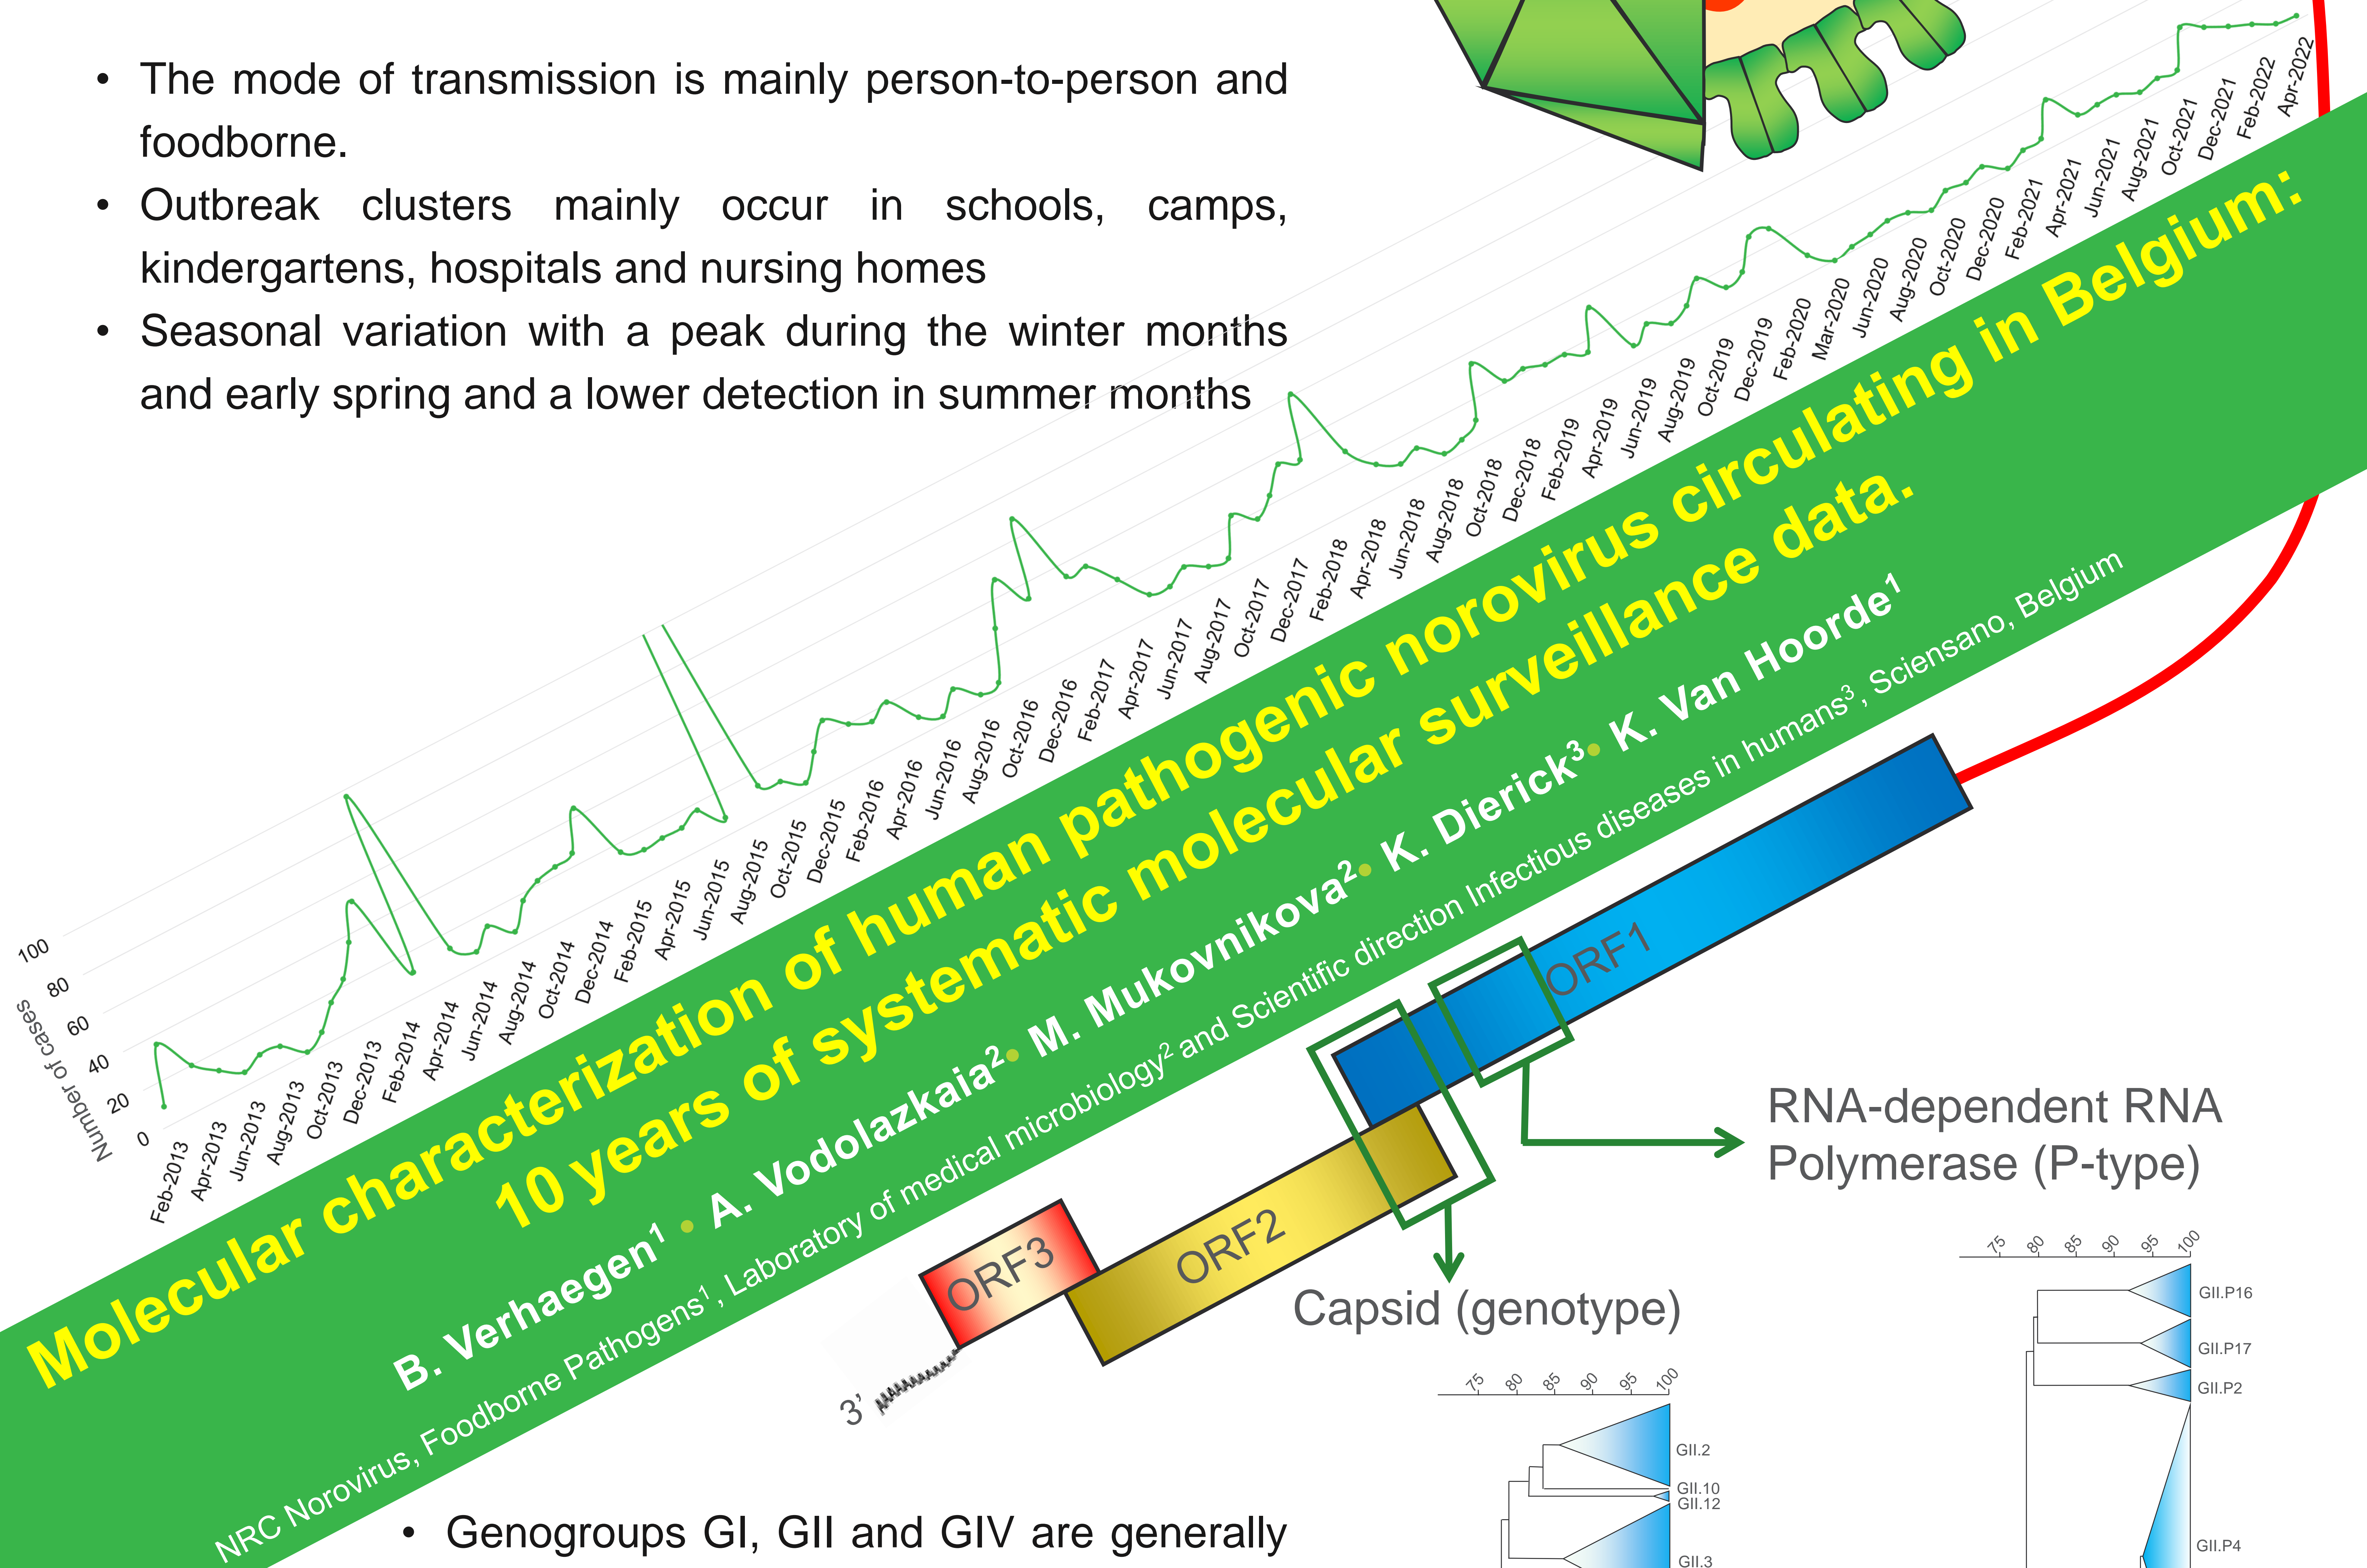 • The mode of transmission is mainly person-to-person and
foodborne.
• Outbreak clusters mainly occur in schools, camps,
kindergartens, hospitals and nursing homes
• Seasonal variation with a peak during the winter months
and early spring and a lower detection in summer months
Number of cases
100
80
60
40
20
0
Feb-2013
Apr-2013
Jun-2013
Aug-2013
Oct-2013
Dec-2013
Feb-2014
Apr-2014
Jun-2014
Aug-2014
Oct-2014
Dec-2014
Feb-2015
Apr-2015
Jun-2015
Aug-2015
Oct-2015
Dec-2015
Feb-2016
Apr-2016
Jun-2016
Aug-2016
Oct-2016
Dec-2016
Feb-2017
Apr-2017
Jun-2017
Aug-2017
Oct-2017
Dec-2017
Feb-2018
Apr-2018
Jun-2018
Aug-2018
Oct-2018
Dec-2018
Feb-2019
Apr-2019
Jun-2019
Aug-2019
Oct-2019
Dec-2019
Feb-2020
Mar-2020
Jun-2020
Aug-2020
Oct-2020
Dec-2020
Feb-2021
Apr-2021
Jun-2021
Aug-2021
Oct-2021
Dec-2021
Feb-2022
Apr-2022
Molecular characterization of human pathogenic norovirus circulating in Belgium:
10 years of systematic molecular surveillance data.
B. Verhaegen¹ • A. Vodolazkaia² • M. Mukovnikova² • K. Dierick³ • K. Van Hoorde¹
NRC Norovirus, Foodborne Pathogens¹, Laboratory of medical microbiology² and Scientific direction Infectious diseases in humans³, Sciensano, Belgium
ORF1
ORF2
ORF3
3’ AAAAAAAAAAA
RNA-dependent RNA
Polymerase (P-type)
Capsid (genotype)
75 80 85 90 95 100
GII.P16
GII.P17
GII.P2
GII.P4
75 80 85 90 95 100
GII.2
GII.10
GII.12
GII.3
• Genogroups GI, GII and GIV are generally